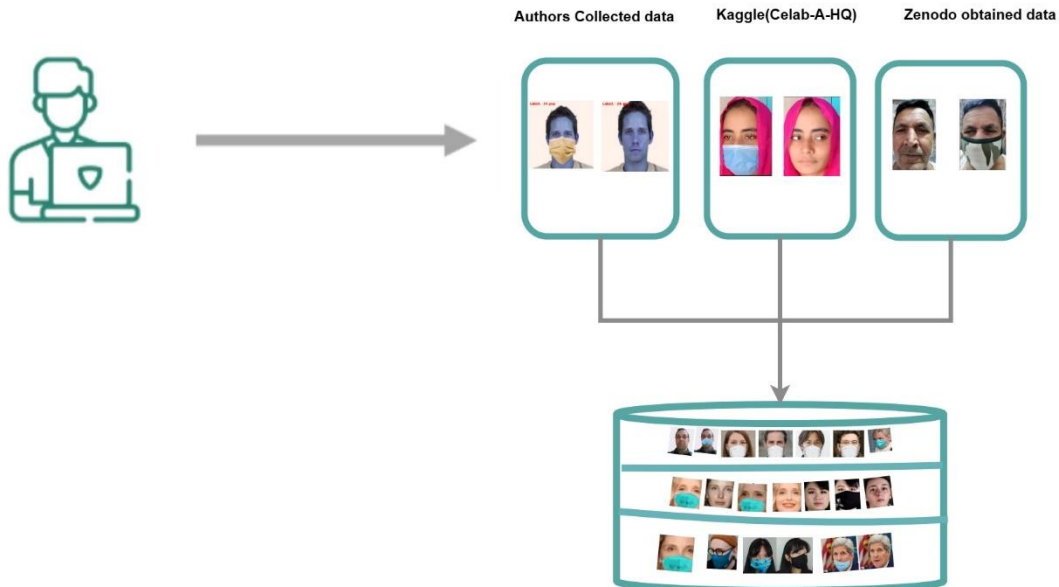 Authors Collected data
Kaggle(Celab-A-HQ)
Zenodo obtained data